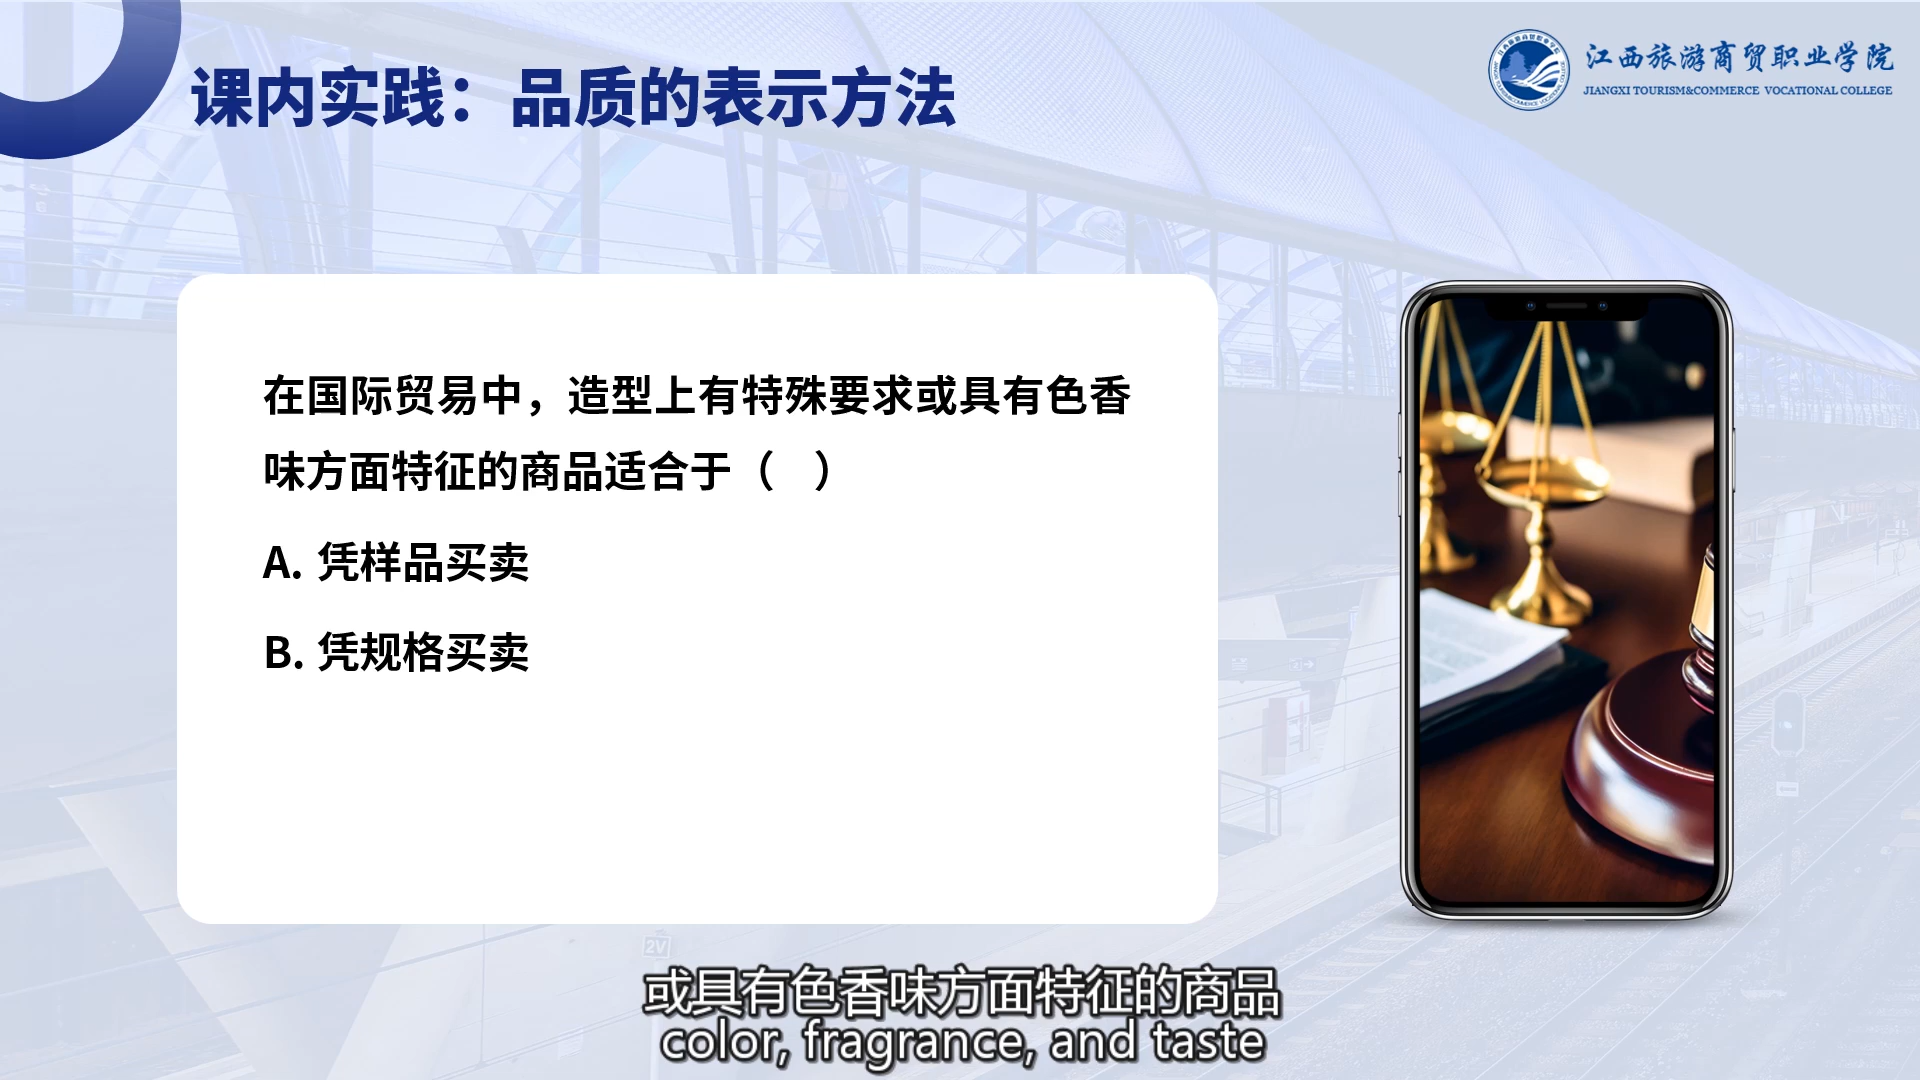 课内实践：品质的表示方法
江西旅游商贸职业学院
JIANGXI TOURISM&COMMERCE VOCATIONAL COLLEGE
在国际贸易中，造型上有特殊要求或具有色香
味方面特征的商品适合于（ ）
A. 凭样品买卖
B. 凭规格买卖
2V
或具有色香味方面特征的商品
color, fragrance, and taste